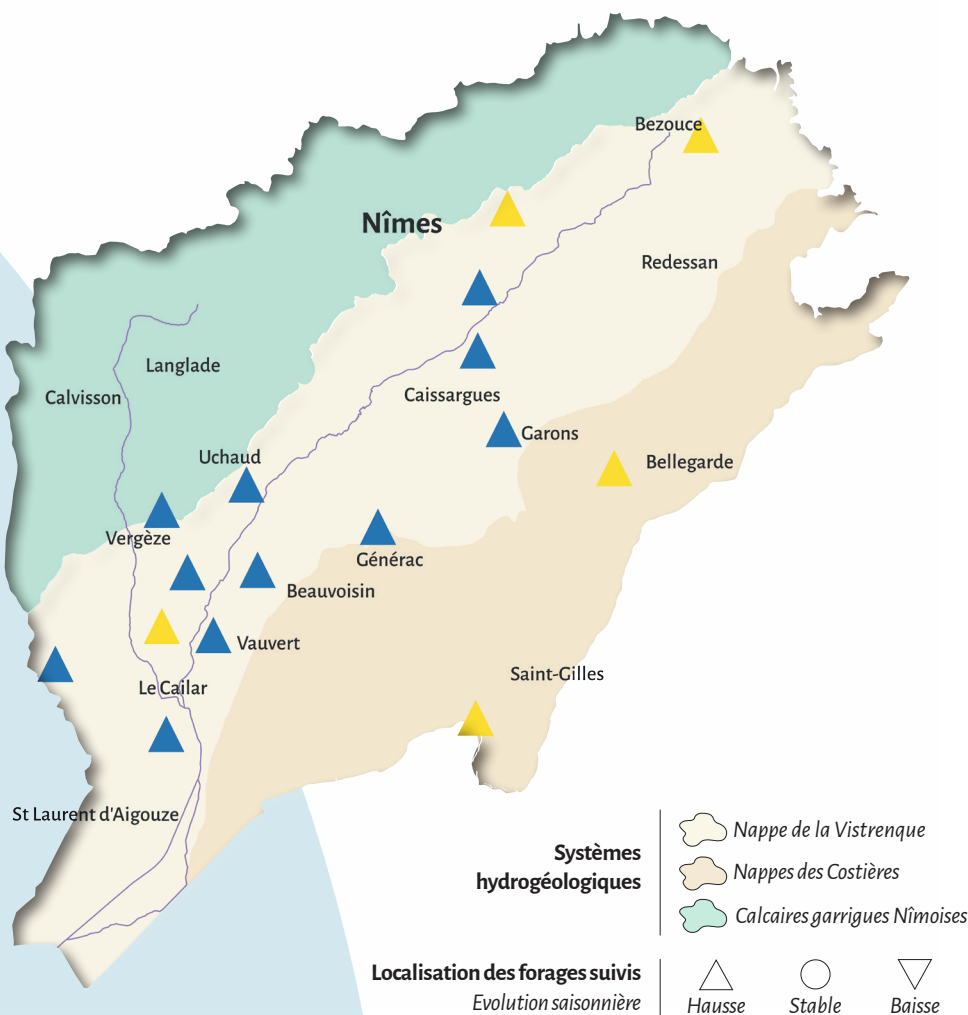 Bezouce
Nîmes
Redessan
Langlade
Calvisson
Caissargues
Garons
Uchaud
Bellegarde
Vergèze
Générac
Beauvoisin
Vauvert
Saint-Gilles
Le Cailar
St Laurent d'Aigouze
Systèmes
hydrogéologiques
Nappe de la Vistrenque
Nappes des Costières
Calcaires garrigues Nîmoises
Localisation des forages suivis
Evolution saisonnière
Hausse
Stable
Baisse